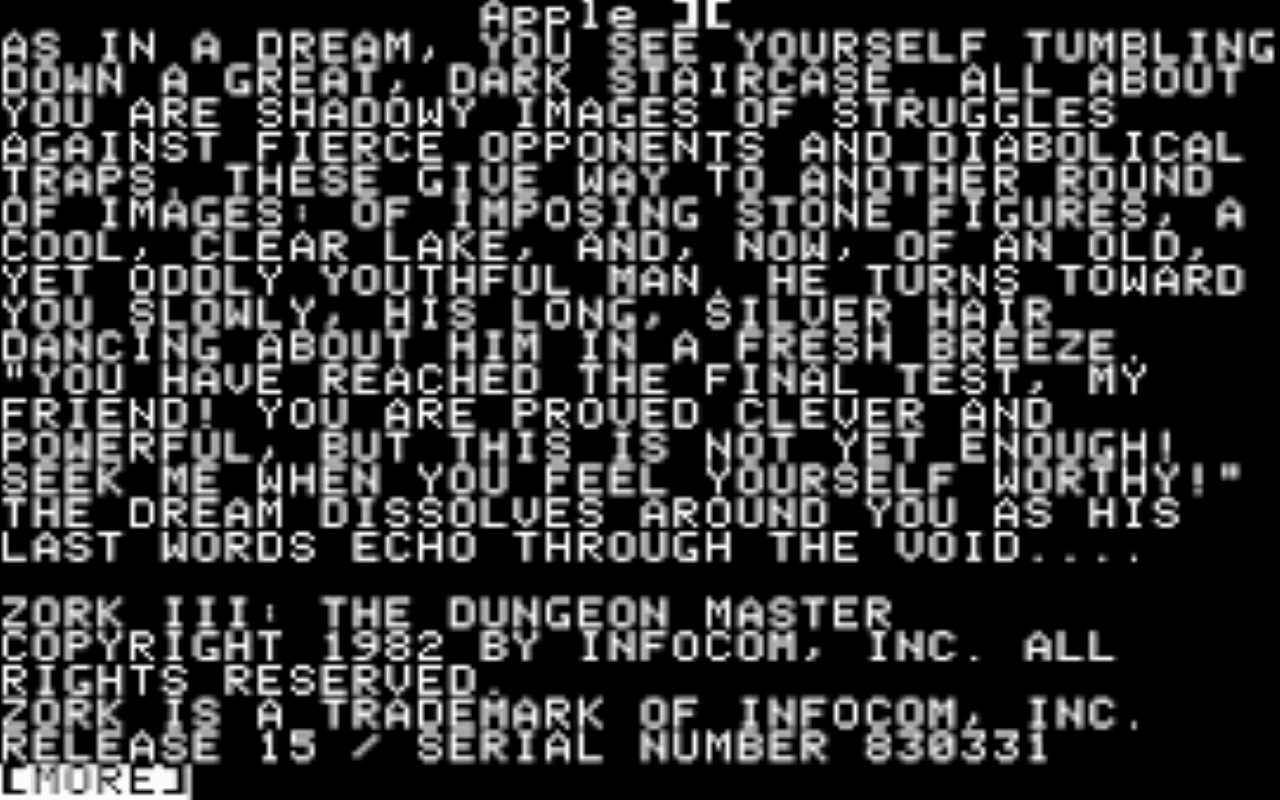 Apple ][
AS IN A DREAM, YOU SEE YOURSELF TUMBLING
DOWN A GREAT, DARK STAIRCASE. ALL ABOUT
YOU ARE SHADOWY IMAGES OF STRUGGLES
AGAINST FIERCE OPPONENTS AND DIABOLICAL
TRAPS. THESE GIVE WAY TO ANOTHER ROUND
OF IMAGES: OF IMPOSING STONE FIGURES, A
COOL, CLEAR LAKE, AND, NOW, OF AN OLD,
YET ODDLY YOUTHFUL MAN. HE TURNS TOWARD
YOU SLOWLY, HIS LONG, SILVER HAIR
DANCING ABOUT HIM IN A FRESH BREEZE.
"YOU HAVE REACHED THE FINAL TEST, MY
FRIEND! YOU ARE PROVED CLEVER AND
POWERFUL, BUT THIS IS NOT YET ENOUGH!
SEEK ME WHEN YOU FEEL YOURSELF WORTHY!"
THE DREAM DISSOLVES AROUND YOU AS HIS
LAST WORDS ECHO THROUGH THE VOID....
ZORK III: THE DUNGEON MASTER
COPYRIGHT 1982 BY INFOCOM, INC. ALL
RIGHTS RESERVED.
ZORK IS A TRADEMARK OF INFOCOM, INC.
RELEASE 15 / SERIAL NUMBER 830331
[MORE]